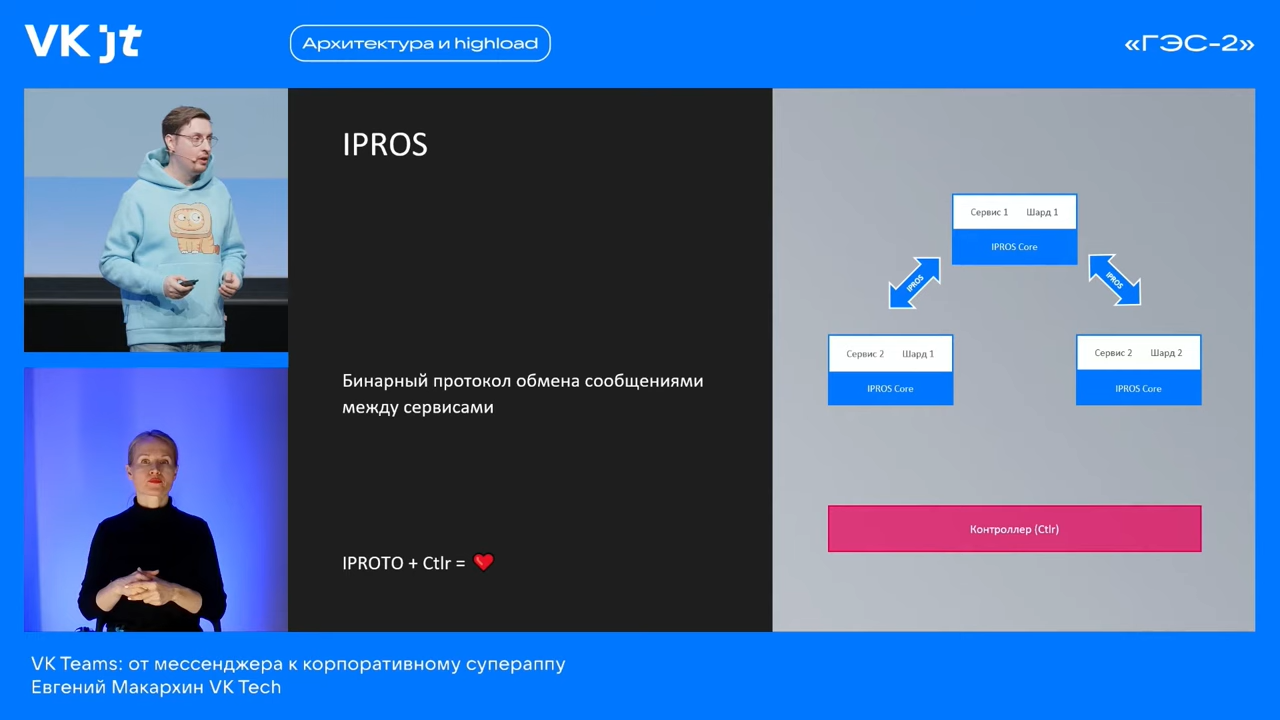 VK jt
Архитектура и highload
«ГЭС-2»
IPROS
Бинарный протокол обмена сообщениями
между сервисами
IPROTO + Ctlr = ❤
Сервис 1 Шард 1
IPROS Core
IPROS
IPROS
Сервис 2 Шард 1
IPROS Core
Сервис 2 Шард 2
IPROS Core
Контроллер (Ctlr)
VK Teams: от мессенджера к корпоративному супераппу
Евгений Макархин VK Tech